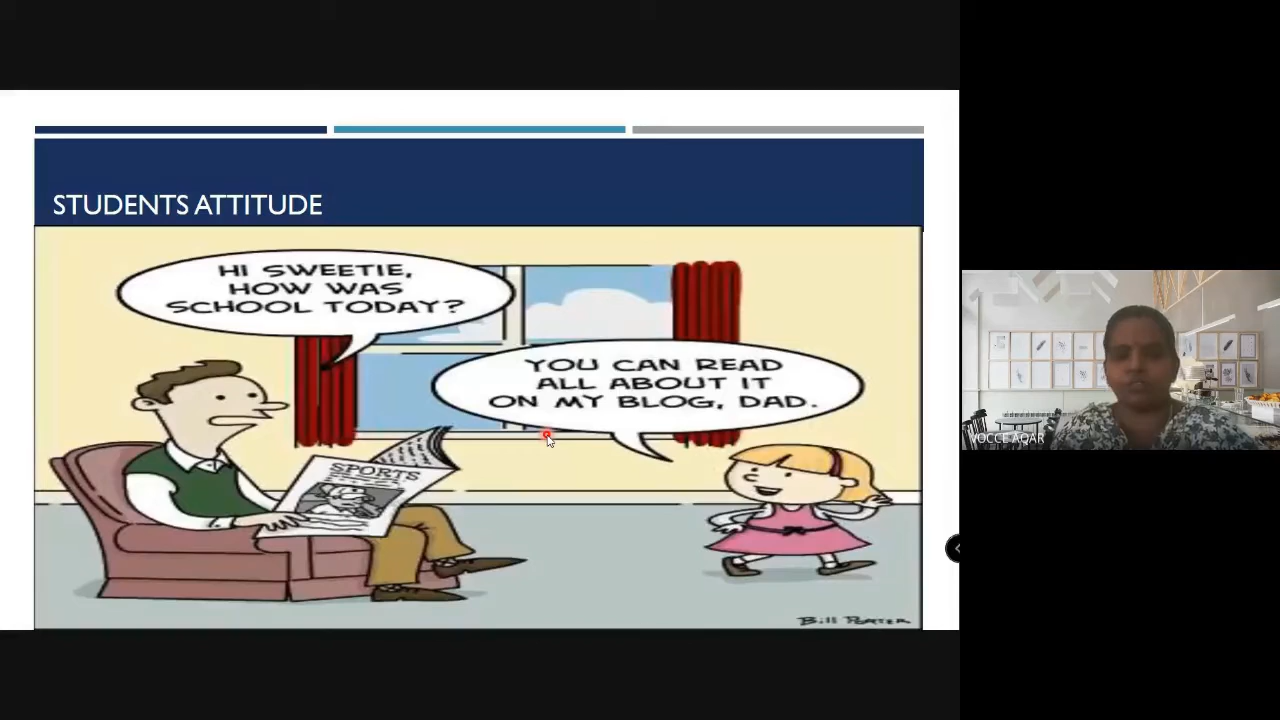 STUDENTS ATTITUDE
HI SWEETIE,
HOW WAS
SCHOOL TODAY?
YOU CAN READ
ALL ABOUT IT
ON MY BLOG, DAD.
SPORTS
Bill Porter
VOCCE AQAR